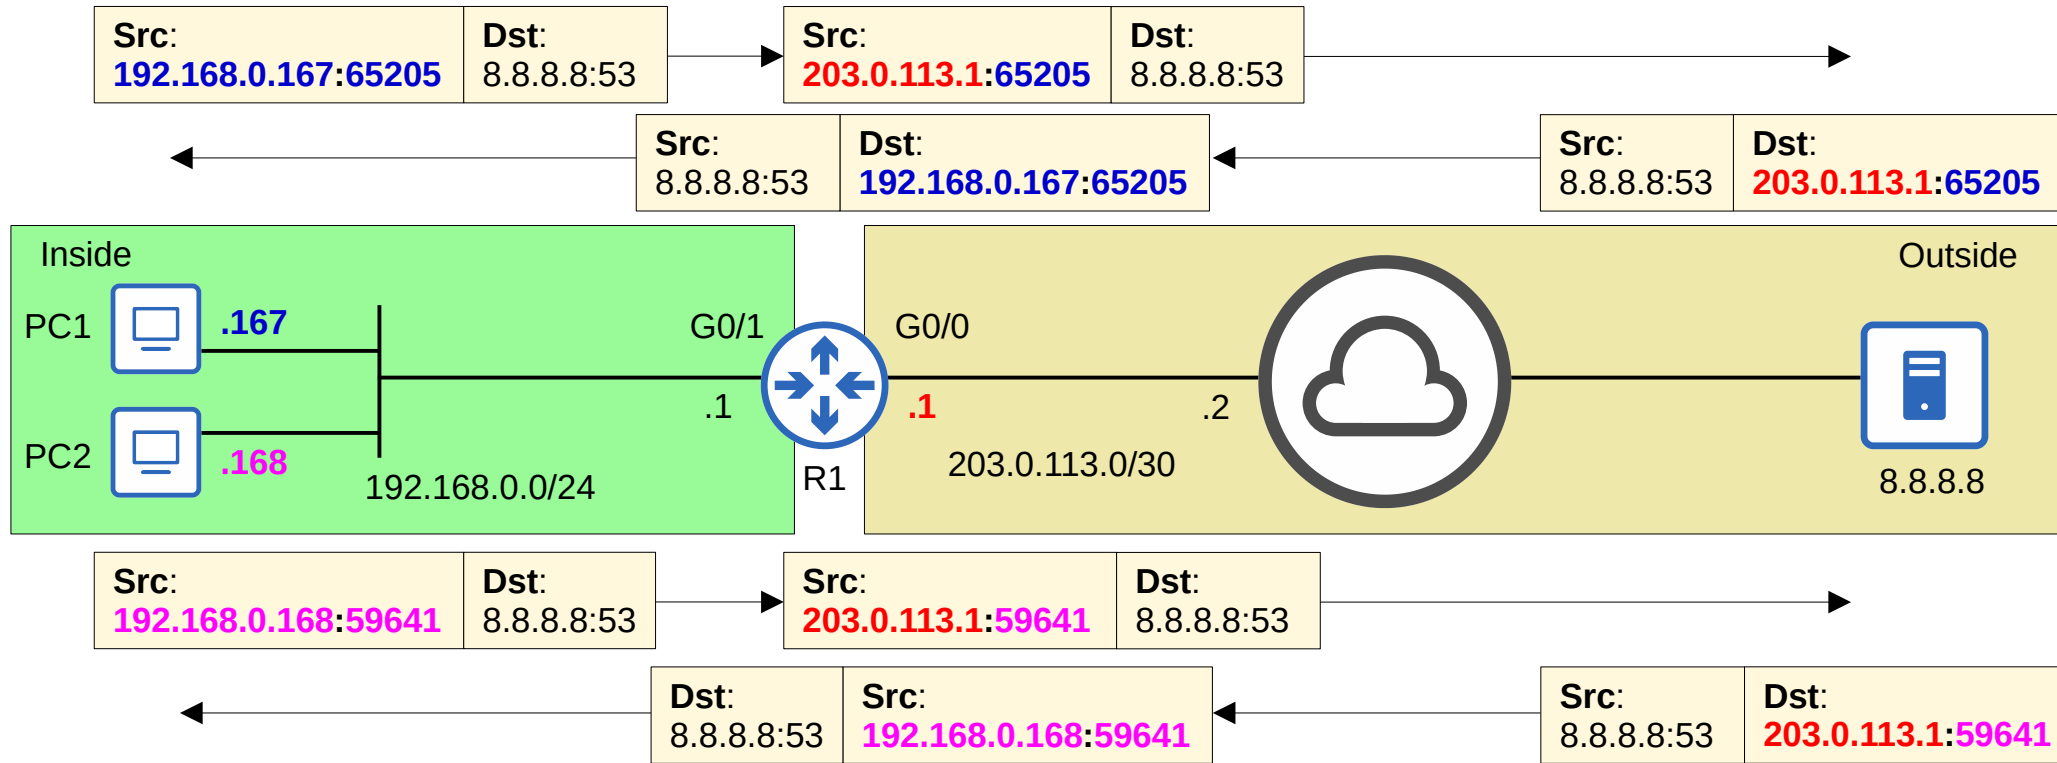 Src: Dst: Src: Dst:
192.168.0.167:65205 8.8.8.8:53 203.0.113.1:65205 8.8.8.8:53
Src: Dst: Src: Dst:
8.8.8.8:53 192.168.0.167:65205 8.8.8.8:53 203.0.113.1:65205
Inside Outside
PC1 .167 G0/1 G0/0
.1 .1 .2
PC2 .168 192.168.0.0/24 R1 203.0.113.0/30 8.8.8.8
Src: Dst: Src: Dst:
192.168.0.168:59641 8.8.8.8:53 203.0.113.1:59641 8.8.8.8:53
Dst: Src: Src: Dst:
8.8.8.8:53 192.168.0.168:59641 8.8.8.8:53 203.0.113.1:59641